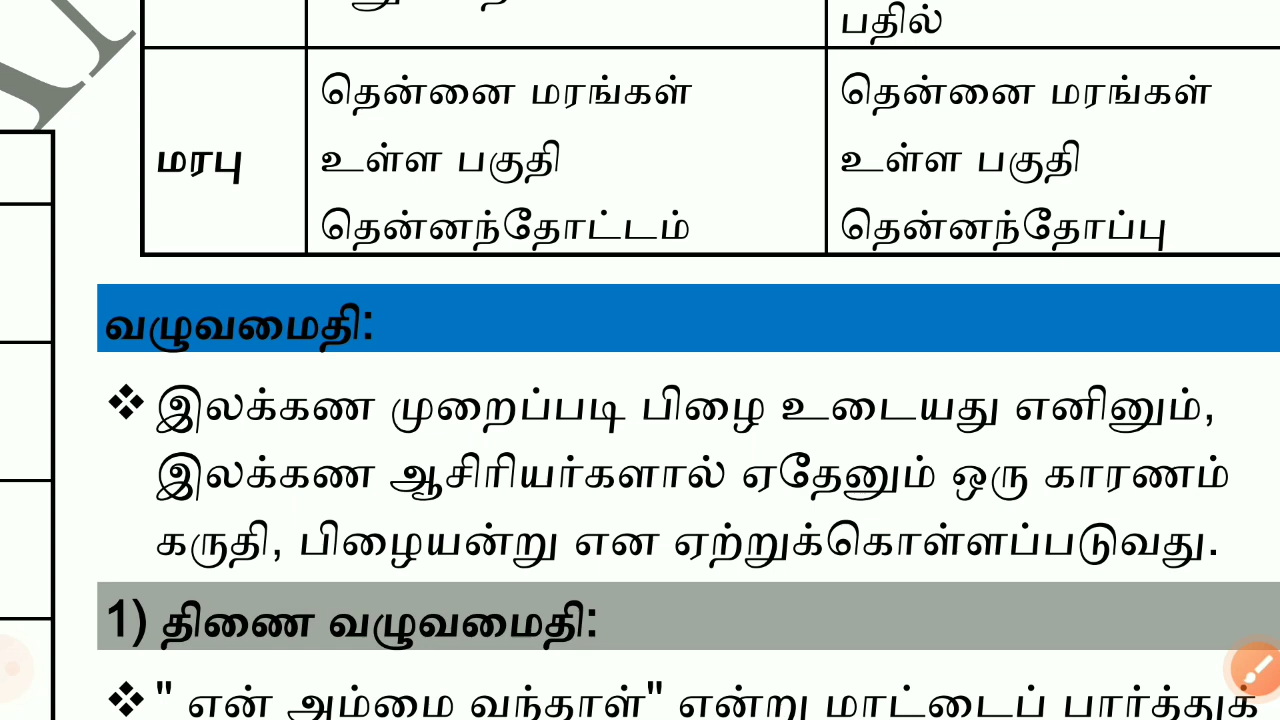 பதில்
மரபு
தென்னை மரங்கள்
உள்ள பகுதி
தென்னந்தோட்டம்
தென்னை மரங்கள்
உள்ள பகுதி
தென்னந்தோப்பு
வழுவமைதி:
❖ இலக்கண முறைப்படி பிழை உடையது எனினும்,
இலக்கண ஆசிரியர்களால் ஏதேனும் ஒரு காரணம்
கருதி, பிழையன்று என ஏற்றுக்கொள்ளப்படுவது.
1) திணை வழுவமைதி:
❖ " என் அம்மை வந்தாள்" என்று மாட்டைப் பார்த்துக்